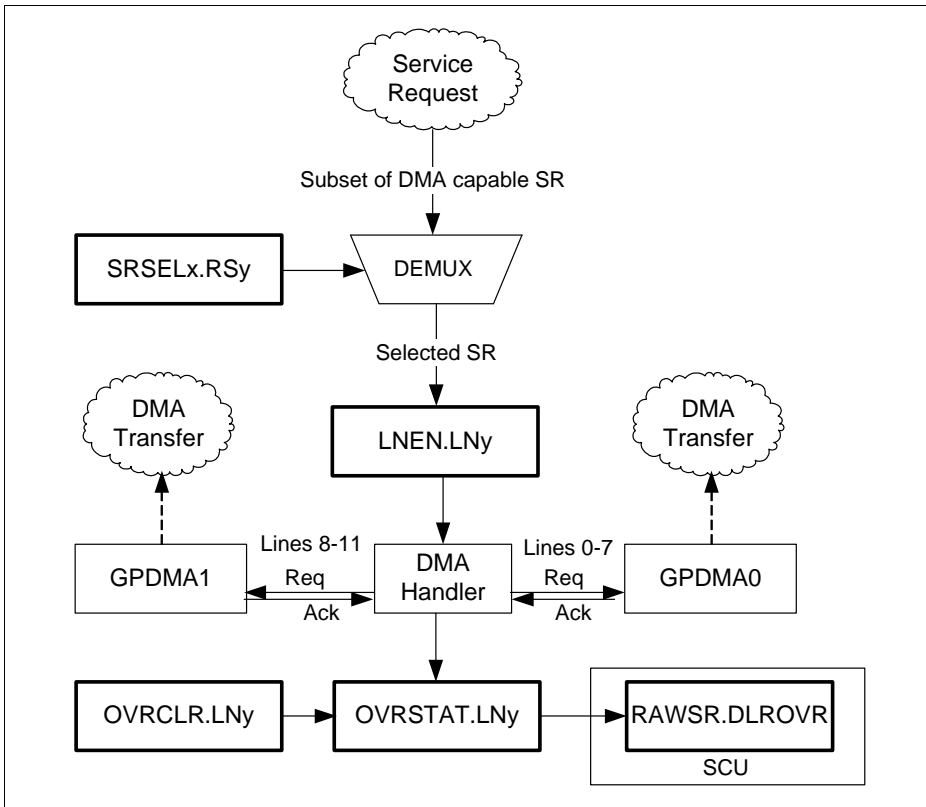 Service
Request
Subset of DMA capable SR
SRSELx.RSy
DEMUX
Selected SR
DMA
Transfer
LNEN.LNy
DMA
Transfer
Lines 8-11
Lines 0-7
GPDMA1
Req
Ack
DMA
Handler
Req
Ack
GPDMA0
OVRCLR.LNy
OVRSTAT.LNy
RAWSR.DLROVR
SCU